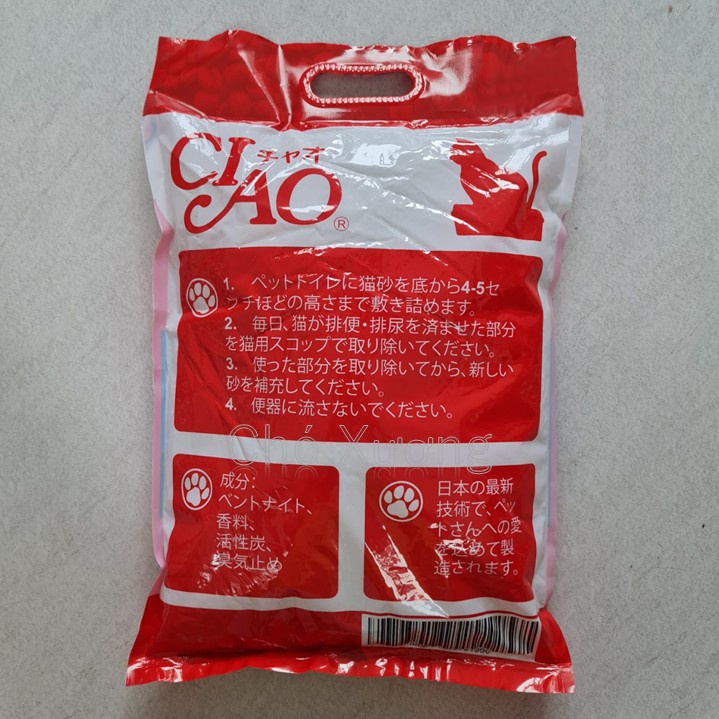 CIAO
チャオ
®
1. ペットトイレに猫砂を底から4-5セ
ンチほどの高さまで敷き詰めます。
2. 毎日、猫が排便・排尿を済ませた部分
を猫用スコップで取り除いてください。
3. 使った部分を取り除いてから、新しい
砂を補充してください。
4. 便器に流さないでください。
Chó Xương
成分:
ベントナイト、
香料、
活性炭、
臭気止め
日本の最新
技術で、ペッ
トさんへの愛
を込めて製
造されます。